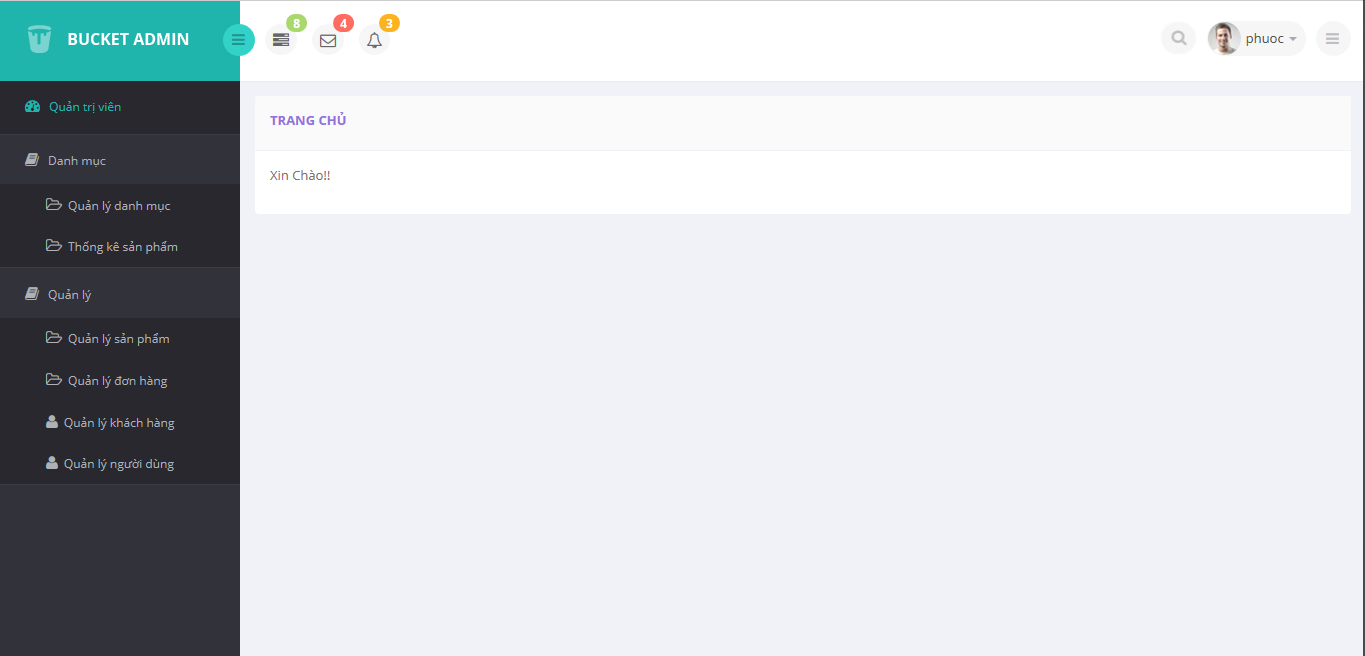 BUCKET ADMIN
8
4
3
phuoc
Quản trị viên
Danh mục
Quản lý danh mục
Thống kê sản phẩm
Quản lý
Quản lý sản phẩm
Quản lý đơn hàng
Quản lý khách hàng
Quản lý người dùng
TRANG CHỦ
Xin Chào!!